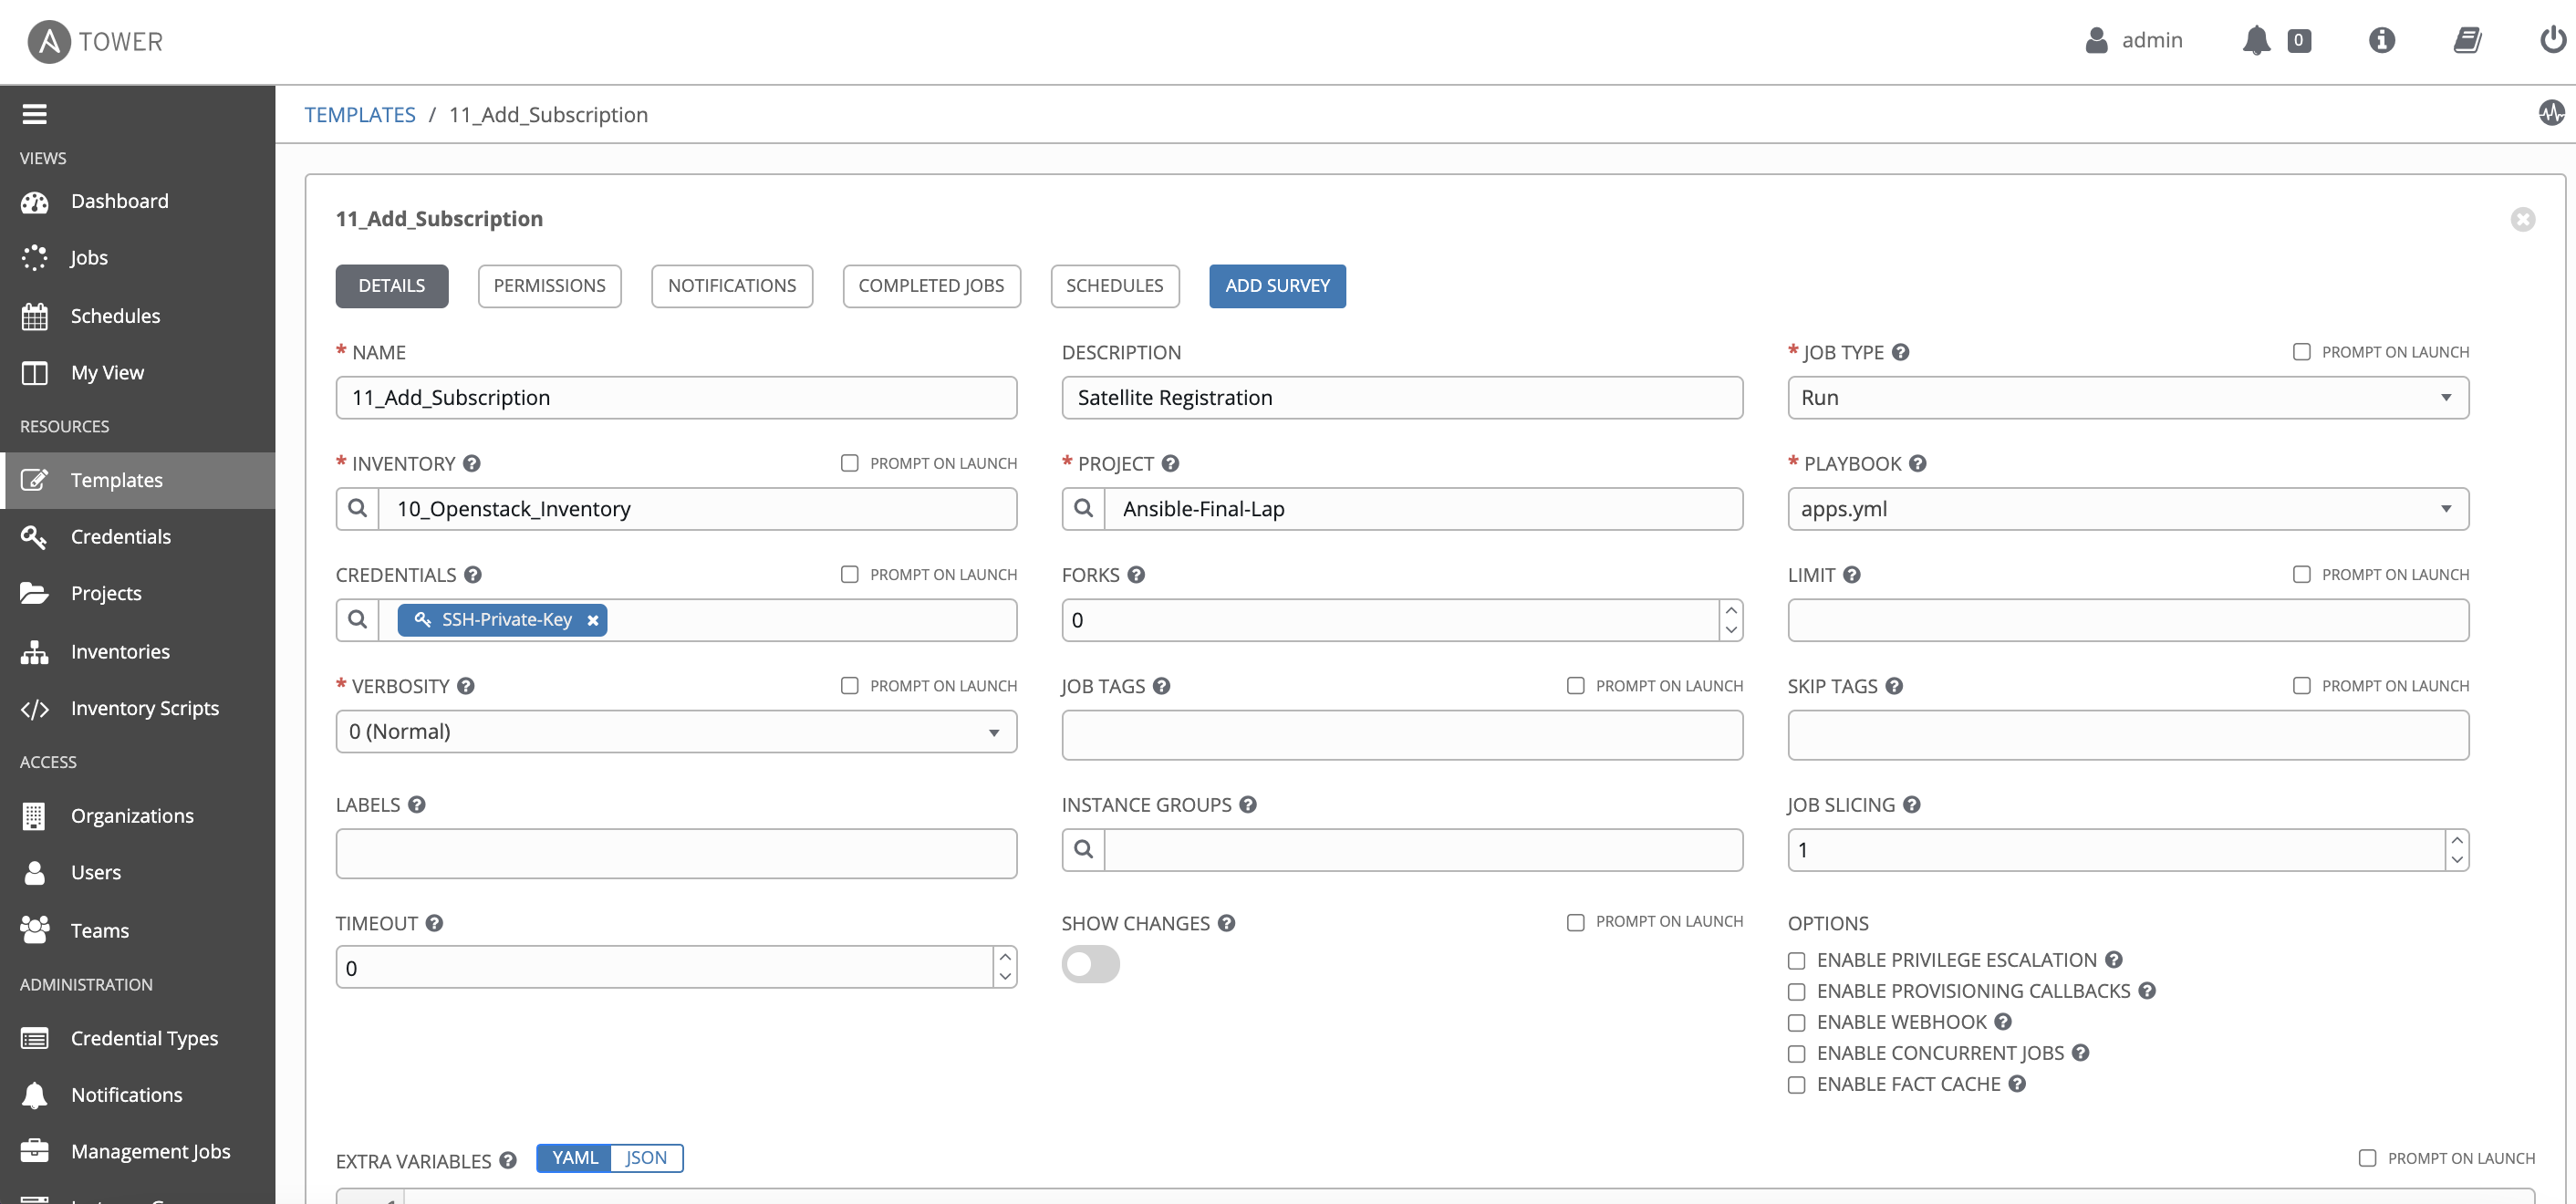 TOWER
admin
0
VIEWS
Dashboard
Jobs
Schedules
My View
RESOURCES
Templates
Credentials
Projects
Inventories
Inventory Scripts
ACCESS
Organizations
Users
Teams
ADMINISTRATION
Credential Types
Notifications
Management Jobs
TEMPLATES / 11_Add_Subscription
11_Add_Subscription
DETAILS PERMISSIONS NOTIFICATIONS COMPLETED JOBS SCHEDULES ADD SURVEY
* NAME
11_Add_Subscription
DESCRIPTION
Satellite Registration
* JOB TYPE PROMPT ON LAUNCH
Run
* INVENTORY PROMPT ON LAUNCH
10_Openstack_Inventory
* PROJECT
Ansible-Final-Lap
* PLAYBOOK
apps.yml
CREDENTIALS PROMPT ON LAUNCH
SSH-Private-Key
FORKS
0
LIMIT PROMPT ON LAUNCH
* VERBOSITY PROMPT ON LAUNCH
0 (Normal)
JOB TAGS PROMPT ON LAUNCH
SKIP TAGS PROMPT ON LAUNCH
LABELS
INSTANCE GROUPS
JOB SLICING
1
TIMEOUT
0
SHOW CHANGES PROMPT ON LAUNCH
OPTIONS
ENABLE PRIVILEGE ESCALATION
ENABLE PROVISIONING CALLBACKS
ENABLE WEBHOOK
ENABLE CONCURRENT JOBS
ENABLE FACT CACHE
EXTRA VARIABLES YAML JSON PROMPT ON LAUNCH